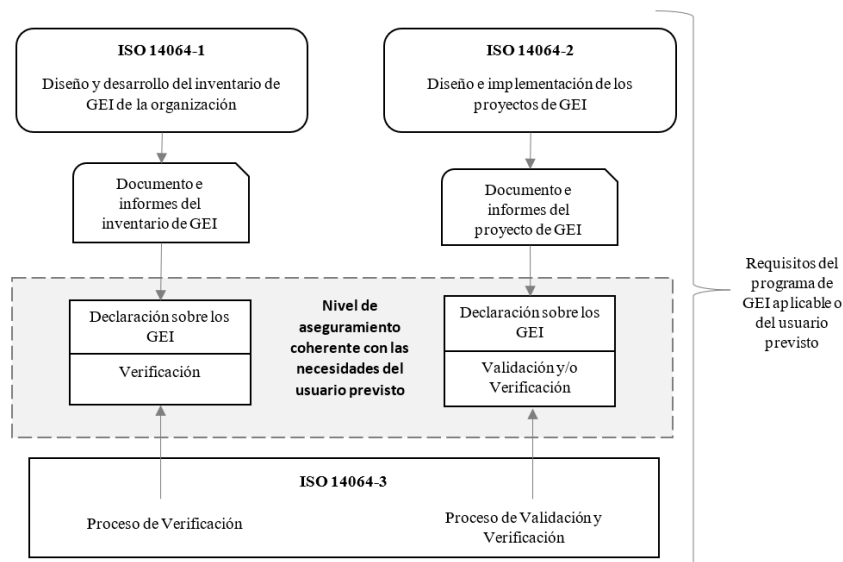 ISO 14064-1
Diseño y desarrollo del inventario de
GEI de la organización
ISO 14064-2
Diseño e implementación de los
proyectos de GEI
Documento e
informes del
inventario de GEI
Documento e
informes del
proyecto de GEI
Declaración sobre los
GEI
Verificación
Nivel de
aseguramiento
coherente con las
necesidades del
usuario previsto
Declaración sobre los
GEI
Validación y/o
Verificación
Requisitos del
programa de
GEI aplicable o
del usuario
previsto
ISO 14064-3
Proceso de Verificación
Proceso de Validación y
Verificación